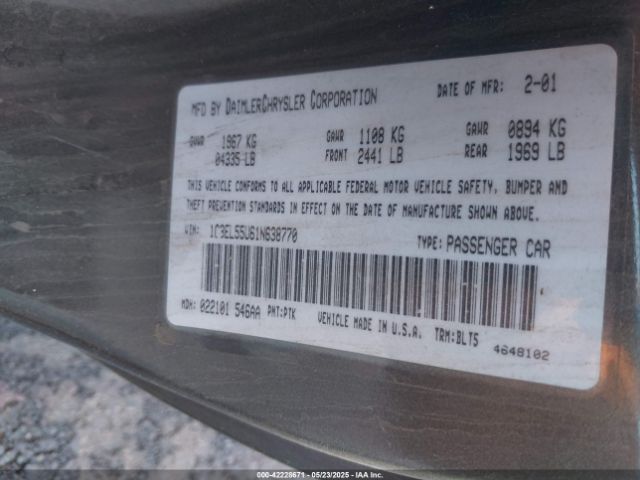 MFD BY DAIMLERCHRYSLER CORPORATION DATE OF MFR: 2-01
GVWR 1967 KG GAWR 1108 KG GAWR 0894 KG
04335 LB FRONT 2441 LB REAR 1969 LB
THIS VEHICLE CONFORMS TO ALL APPLICABLE FEDERAL MOTOR VEHICLE SAFETY, BUMPER AND
THEFT PREVENTION STANDARDS IN EFFECT ON THE DATE OF MANUFACTURE SHOWN ABOVE.
VIN: 1C3EL55U61N638770 TYPE: PASSENGER CAR
MDH: 022101 546AA PNT:PTK VEHICLE MADE IN U.S.A. TRM:BLT5
4648102
000-42228671 - 05/23/2025 - IAA Inc.